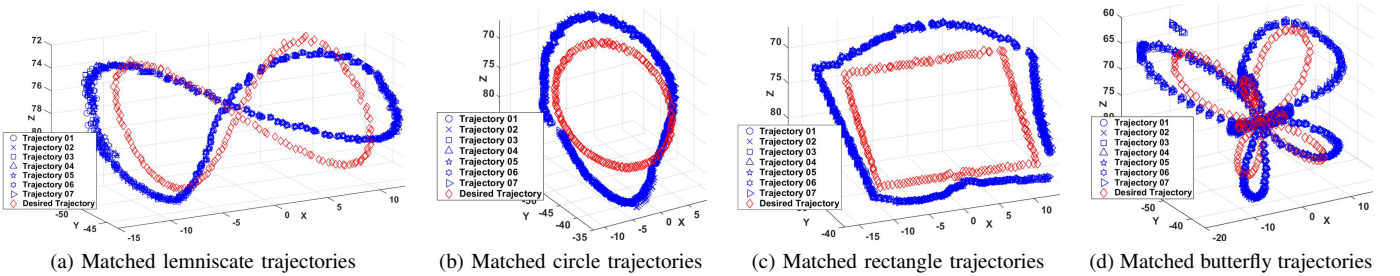 72
74
76
78
80
Z
Trajectory 01
Trajectory 02
Trajectory 03
Trajectory 04
Trajectory 05
Trajectory 06
Trajectory 07
Desired Trajectory
-50
Y
-45
-15
-10
-5
0
X
5
10
(a) Matched lemniscate trajectories
70
75
Z
80
Trajectory 01
Trajectory 02
Trajectory 03
Trajectory 04
Trajectory 05
Trajectory 06
Trajectory 07
Desired Trajectory
Y
-45
-40
-35
-10
-5
0
X
5
(b) Matched circle trajectories
70
Z
80
Trajectory 01
Trajectory 02
Trajectory 03
Trajectory 04
Trajectory 05
Trajectory 06
Trajectory 07
Desired Trajectory
Y
-40
-15
-10
-5
0
X
5
10
(c) Matched rectangle trajectories
60
65
70
Z
75
80
Trajectory 01
Trajectory 02
Trajectory 03
Trajectory 04
Trajectory 05
Trajectory 06
Trajectory 07
Desired Trajectory
-50
Y
-40
-20
-10
0
X
10
(d) Matched butterfly trajectories